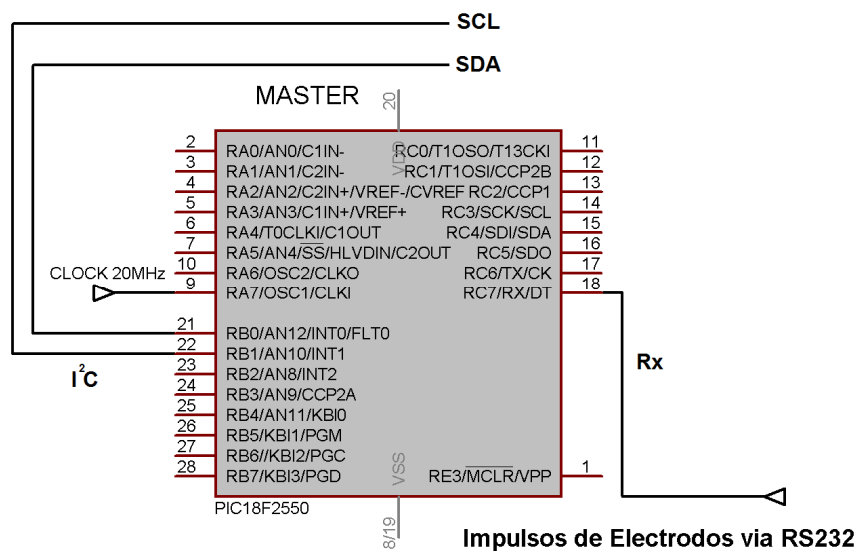 SCL
SDA
MASTER
20
VDD
2 RA0/AN0/C1IN- RC0/T1OSO/T13CKI 11
3 RA1/AN1/C2IN- RC1/T1OSI/CCP2B 12
4 RA2/AN2/C2IN+/VREF-/CVREF RC2/CCP1 13
5 RA3/AN3/C1IN+/VREF+ RC3/SCK/SCL 14
6 RA4/T0CLKI/C1OUT RC4/SDI/SDA 15
7 RA5/AN4/SS/HLVDIN/C2OUT RC5/SDO 16
10 RA6/OSC2/CLKO RC6/TX/CK 17
CLOCK 20MHz 9 RA7/OSC1/CLKI RC7/RX/DT 18
21 RB0/AN12/INT0/FLT0
22 RB1/AN10/INT1
I²C
23 RB2/AN8/INT2
Rx
24 RB3/AN9/CCP2A
25 RB4/AN11/KBI0
26 RB5/KBI1/PGM
27 RB6//KBI2/PGC
28 RB7/KBI3/PGD RE3/MCLR/VPP 1
VSS
PIC18F2550
8/19
Impulsos de Electrodos via RS232